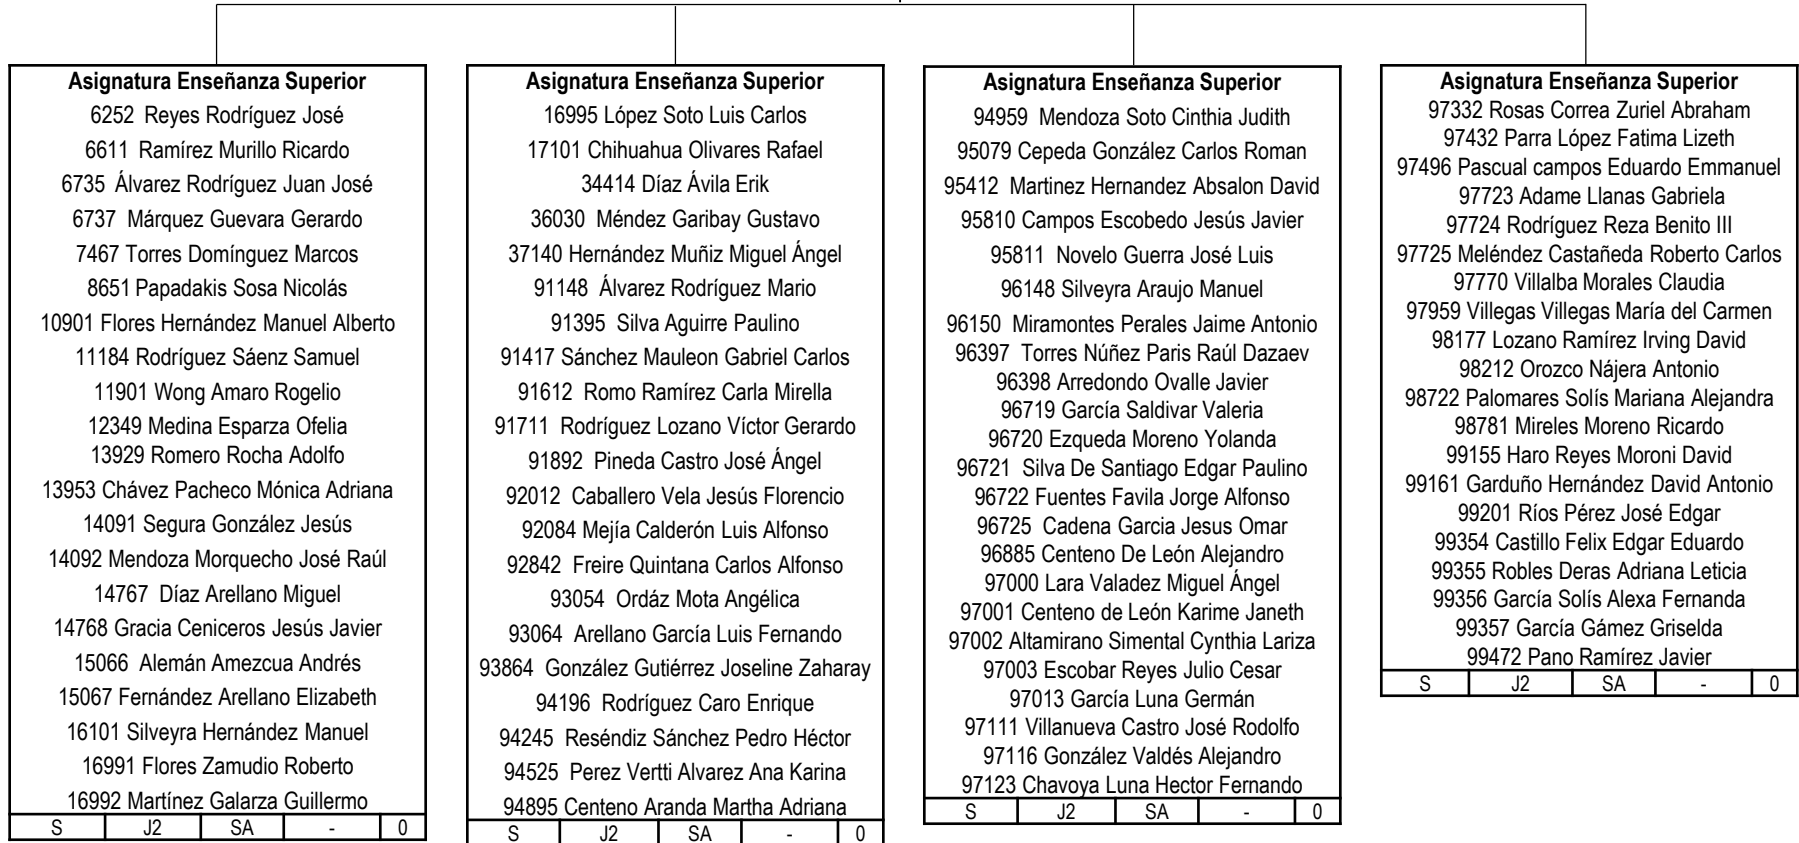 Asignatura Enseñanza Superior
6252 Reyes Rodríguez José
6611 Ramírez Murillo Ricardo
6735 Álvarez Rodríguez Juan José
6737 Márquez Guevara Gerardo
7467 Torres Domínguez Marcos
8651 Papadakis Sosa Nicolás
10901 Flores Hernández Manuel Alberto
11184 Rodríguez Sáenz Samuel
11901 Wong Amaro Rogelio
12349 Medina Esparza Ofelia
13929 Romero Rocha Adolfo
13953 Chávez Pacheco Mónica Adriana
14091 Segura González Jesús
14092 Mendoza Morquecho José Raúl
14767 Díaz Arellano Miguel
14768 Gracia Ceniceros Jesús Javier
15066 Alemán Amezcua Andrés
15067 Fernández Arellano Elizabeth
16101 Silveyra Hernández Manuel
16991 Flores Zamudio Roberto
16992 Martínez Galarza Guillermo
S J2 SA - 0
Asignatura Enseñanza Superior
16995 López Soto Luis Carlos
17101 Chihuahua Olivares Rafael
34414 Díaz Ávila Erik
36030 Méndez Garibay Gustavo
37140 Hernández Muñiz Miguel Ángel
91148 Álvarez Rodríguez Mario
91395 Silva Aguirre Paulino
91417 Sánchez Mauleon Gabriel Carlos
91612 Romo Ramírez Carla Mirella
91711 Rodríguez Lozano Víctor Gerardo
91892 Pineda Castro José Ángel
92012 Caballero Vela Jesús Florencio
92084 Mejía Calderón Luis Alfonso
92842 Freire Quintana Carlos Alfonso
93054 Ordáz Mota Angélica
93064 Arellano García Luis Fernando
93864 González Gutiérrez Joseline Zaharay
94196 Rodríguez Caro Enrique
94245 Reséndiz Sánchez Pedro Héctor
94525 Perez Vertti Alvarez Ana Karina
94895 Centeno Aranda Martha Adriana
S J2 SA - 0
Asignatura Enseñanza Superior
94959 Mendoza Soto Cinthia Judith
95079 Cepeda González Carlos Roman
95412 Martinez Hernandez Absalon David
95810 Campos Escobedo Jesús Javier
95811 Novelo Guerra José Luis
96148 Silveyra Araujo Manuel
96150 Miramontes Perales Jaime Antonio
96397 Torres Núñez Paris Raúl Dazaev
96398 Arredondo Ovalle Javier
96719 García Saldivar Valeria
96720 Ezqueda Moreno Yolanda
96721 Silva De Santiago Edgar Paulino
96722 Fuentes Favila Jorge Alfonso
96725 Cadena Garcia Jesus Omar
96885 Centeno De León Alejandro
97000 Lara Valadez Miguel Ángel
97001 Centeno de León Karime Janeth
97002 Altamirano Simental Cynthia Lariza
97003 Escobar Reyes Julio Cesar
97013 García Luna Germán
97111 Villanueva Castro José Rodolfo
97116 González Valdés Alejandro
97123 Chavoya Luna Hector Fernando
S J2 SA - 0
Asignatura Enseñanza Superior
97332 Rosas Correa Zuriel Abraham
97432 Parra López Fatima Lizeth
97496 Pascual campos Eduardo Emmanuel
97723 Adame Llanas Gabriela
97724 Rodríguez Reza Benito III
97725 Meléndez Castañeda Roberto Carlos
97770 Villalba Morales Claudia
97959 Villegas Villegas María del Carmen
98177 Lozano Ramírez Irving David
98212 Orozco Nájera Antonio
98722 Palomares Solís Mariana Alejandra
98781 Mireles Moreno Ricardo
99155 Haro Reyes Moroni David
99161 Garduño Hernández David Antonio
99201 Ríos Pérez José Edgar
99354 Castillo Felix Edgar Eduardo
99355 Robles Deras Adriana Leticia
99356 García Solís Alexa Fernanda
99357 García Gámez Griselda
99472 Pano Ramírez Javier
S J2 SA - 0